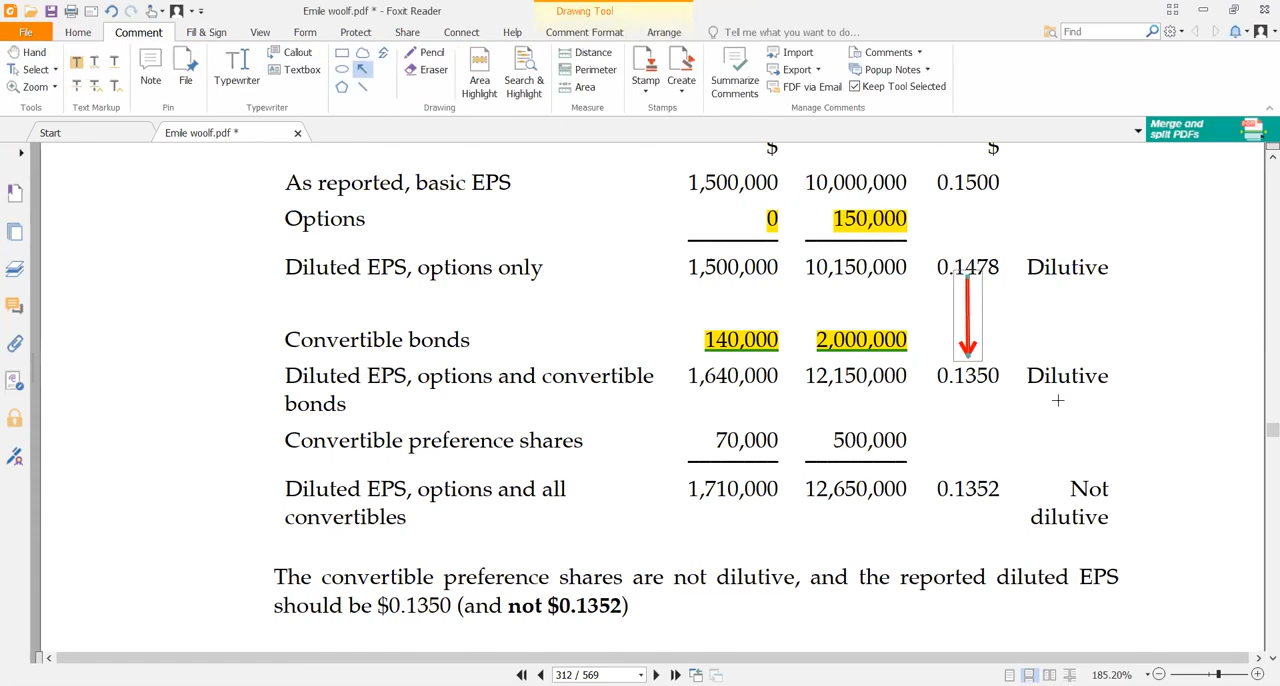 Emile woolf.pdf * - Foxit Reader
Drawing Tool
File Home Comment Fill & Sign View Form Protect Share Connect Help Comment Format Arrange Tell me what you want to do... Find
Hand
Select
Zoom
Tools
Text Markup
Note
File
Pin
Typewriter
Callout
Textbox
Typewriter
Pencil
Eraser
Drawing
Area Highlight
Search & Highlight
Distance
Perimeter
Area
Measure
Stamp
Create
Stamps
Summarize Comments
Import
Export
FDF via Email
Comments
Popup Notes
Keep Tool Selected
Manage Comments
Start
Emile woolf.pdf *
Merge and
split PDFs
$ $
As reported, basic EPS 1,500,000 10,000,000 0.1500
Options 0 150,000
Diluted EPS, options only 1,500,000 10,150,000 0.1478 Dilutive
Convertible bonds 140,000 2,000,000
Diluted EPS, options and convertible 1,640,000 12,150,000 0.1350 Dilutive
bonds
Convertible preference shares 70,000 500,000
Diluted EPS, options and all 1,710,000 12,650,000 0.1352 Not
convertibles dilutive
The convertible preference shares are not dilutive, and the reported diluted EPS
should be $0.1350 (and not $0.1352)
312 / 569
185.20%